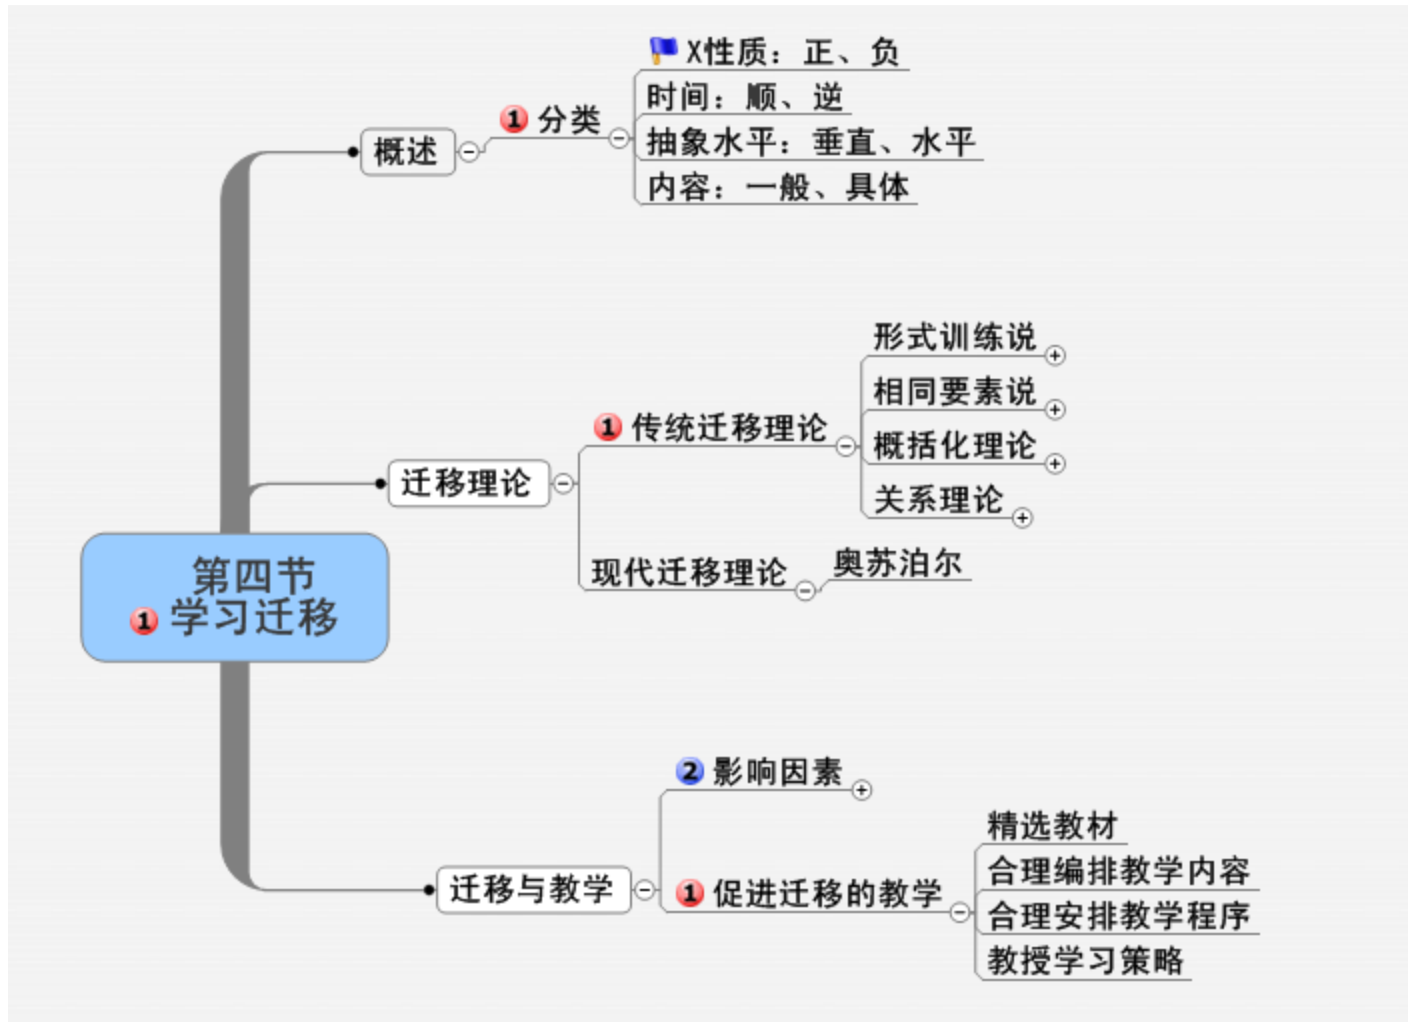 X性质：正、负
时间：顺、逆
① 分类
抽象水平：垂直、水平
概述
内容：一般、具体
形式训练说
相同要素说
① 传统迁移理论
概括化理论
迁移理论
关系理论
现代迁移理论
奥苏泊尔
第四节
① 学习迁移
② 影响因素
精选教材
合理编排教学内容
迁移与教学
① 促进迁移的教学
合理安排教学程序
教授学习策略